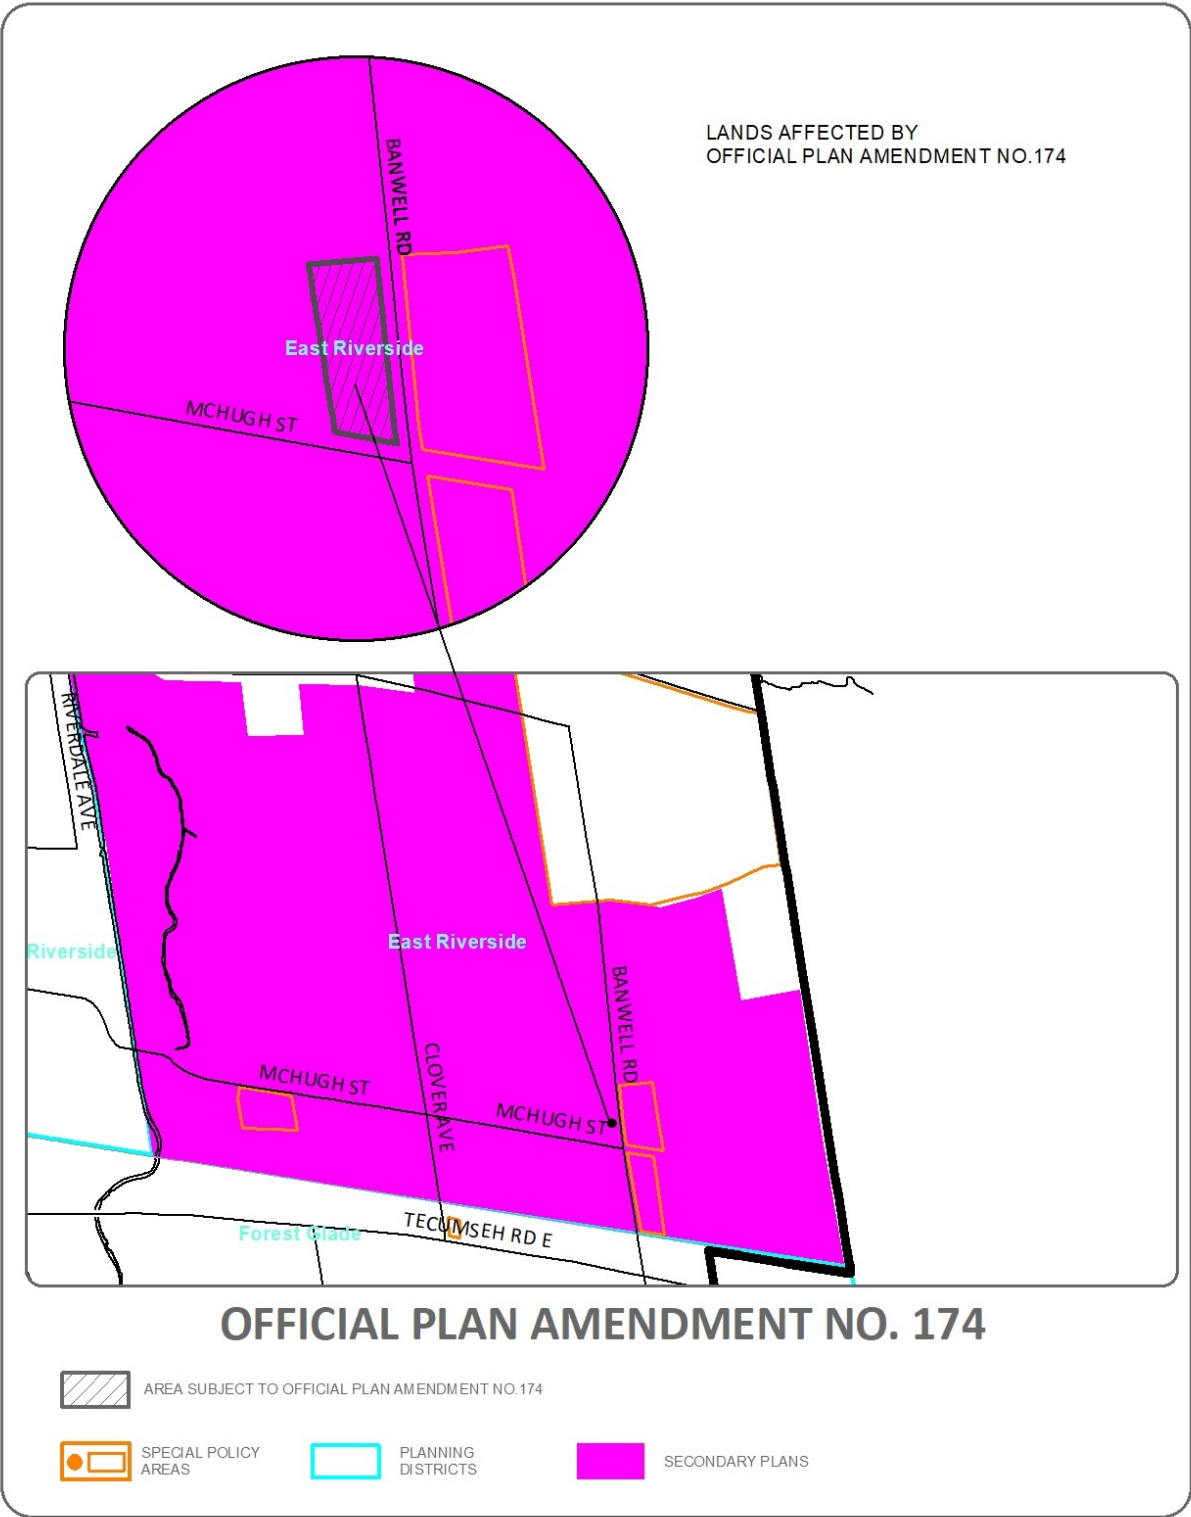 LANDS AFFECTED BY
OFFICIAL PLAN AMENDMENT NO.174
BANWELL RD
East Riverside
MCHUGH ST
RIVERDALE AVE
Riverside
East Riverside
BANWELL RD
CLOVER AVE
MCHUGH ST
MCHUGH ST
TECUMSEH RD E
Forest Glade
OFFICIAL PLAN AMENDMENT NO. 174
AREA SUBJECT TO OFFICIAL PLAN AMENDMENT NO.174
SPECIAL POLICY
AREAS
PLANNING
DISTRICTS
SECONDARY PLANS